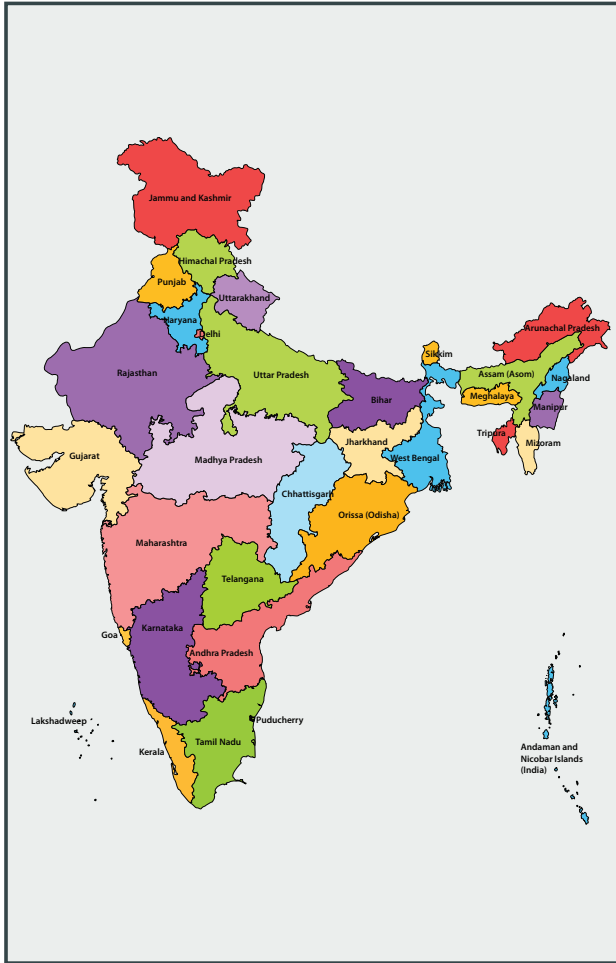 Jammu and Kashmir
Himachal Pradesh
Punjab
Uttarakhand
Haryana
Delhi
Arunachal Pradesh
Sikkim
Rajasthan
Uttar Pradesh
Assam (Asom)
Nagaland
Bihar
Meghalaya
Manipur
Tripura
Mizoram
Jharkhand
Gujarat
Madhya Pradesh
West Bengal
Chhattisgarh
Orissa (Odisha)
Maharashtra
Telangana
Karnataka
Goa
Andhra Pradesh
Lakshadweep
Puducherry
Tamil Nadu
Kerala
Andaman and
Nicobar Islands
(India)